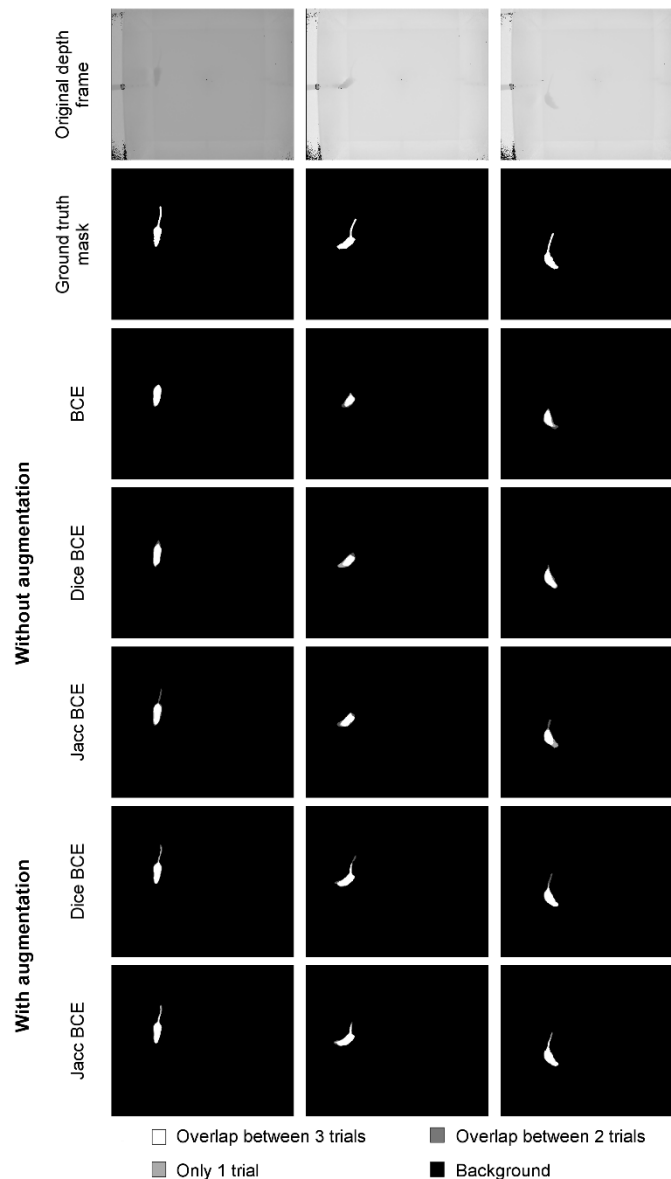 Original depth
frame
Ground truth
mask
Without augmentation
BCE
Dice BCE
Jacc BCE
With augmentation
Dice BCE
Jacc BCE
Overlap between 3 trials
Overlap between 2 trials
Only 1 trial
Background